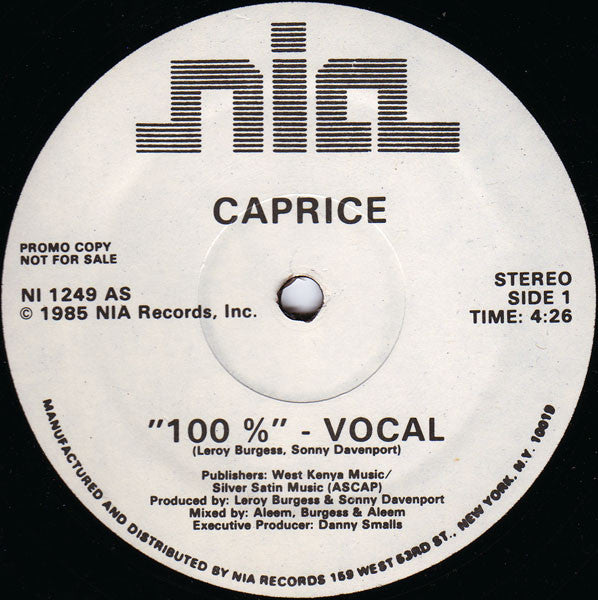 nia
CAPRICE
PROMO COPY
NOT FOR SALE
NI 1249 AS
© 1985 NIA Records, Inc.
STEREO
SIDE 1
TIME: 4:26
"100 %" - VOCAL
(Leroy Burgess, Sonny Davenport)
Publishers: West Kenya Music/
Silver Satin Music (ASCAP)
Produced by: Leroy Burgess & Sonny Davenport
Mixed by: Aleem, Burgess & Aleem
Executive Producer: Danny Smalls
MANUFACTURED AND DISTRIBUTED BY NIA RECORDS 159 WEST 53RD ST., NEW YORK, N.Y. 10019